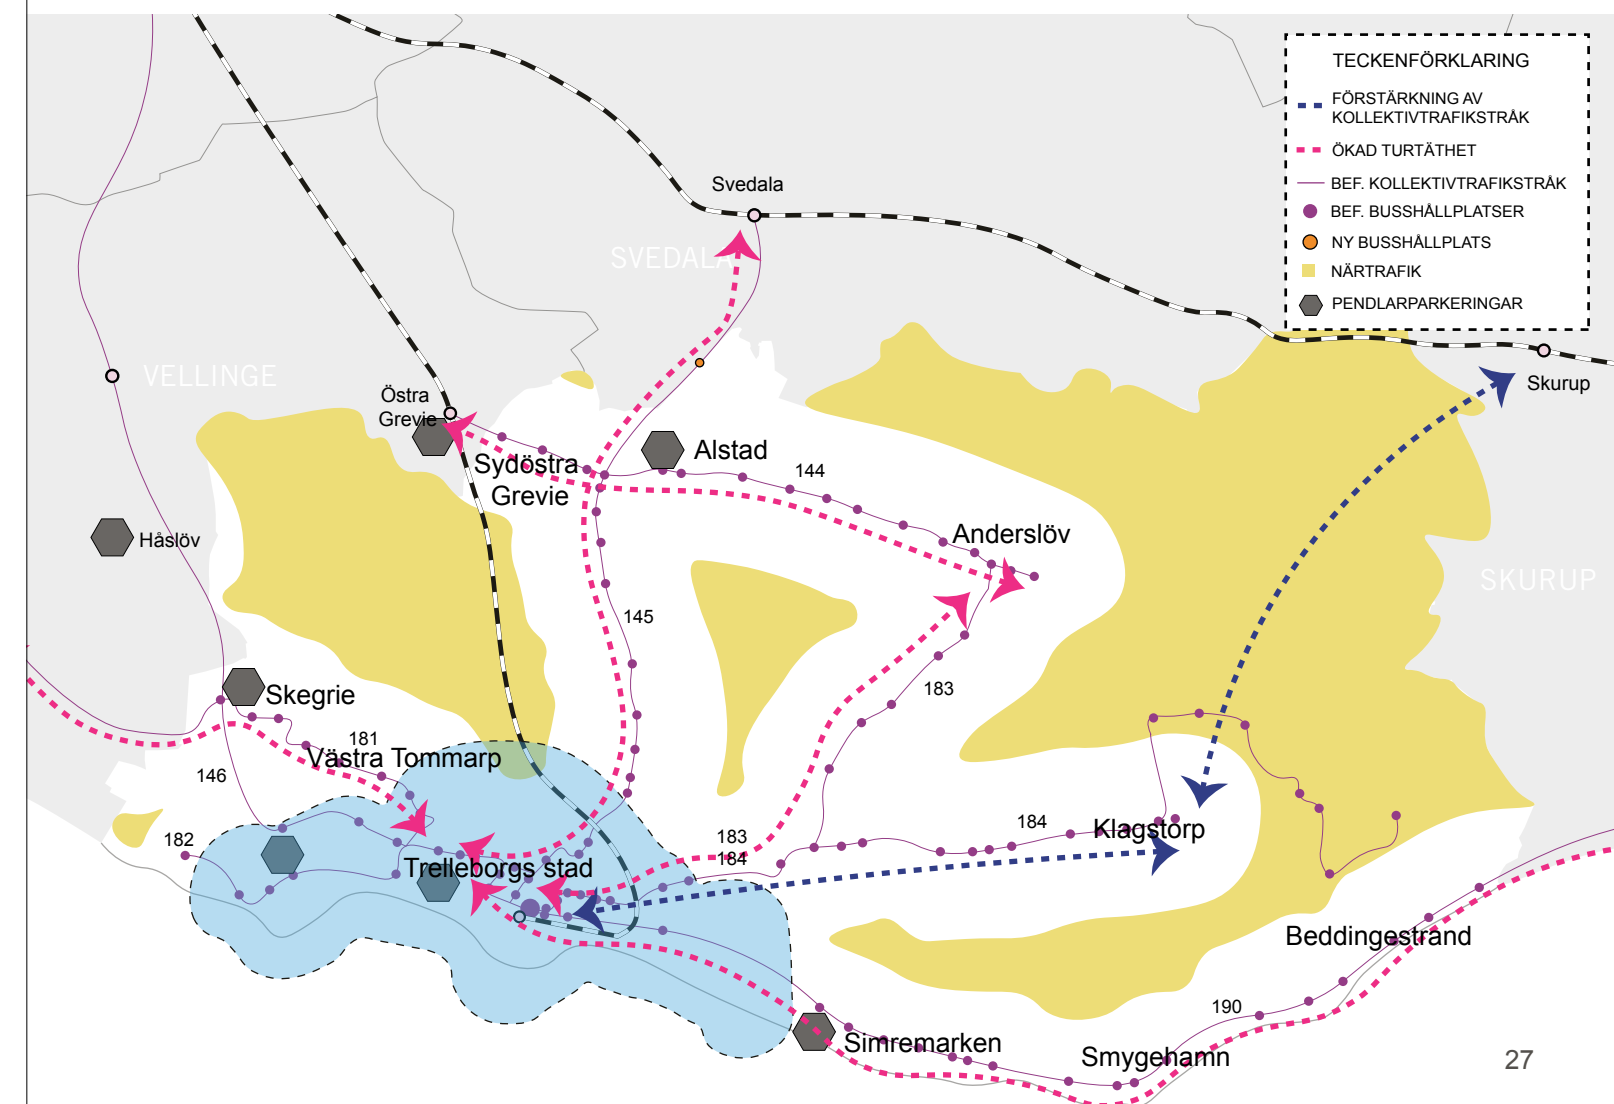 TECKENFÖRKLARING
FÖRSTÄRKNING AV
KOLLEKTIVTRAFIKSTRÅK
ÖKAD TURTÄTHET
BEF. KOLLEKTIVTRAFIKSTRÅK
BEF. BUSSHÅLLPLATSER
NY BUSSHÅLLPLATS
NÄRTRAFIK
PENDLARPARKERINGAR
Svedala
SVEDALA
VELLINGE
Östra
Grevie
Skurup
Sydöstra
Grevie
Alstad
144
Håslöv
Anderslöv
SKURUP
145
183
Skegrie
181
Västra Tommarp
146
182
183
184
184
Klagstorp
Trelleborgs stad
Beddingestrand
190
Simremarken
Smygehamn
27